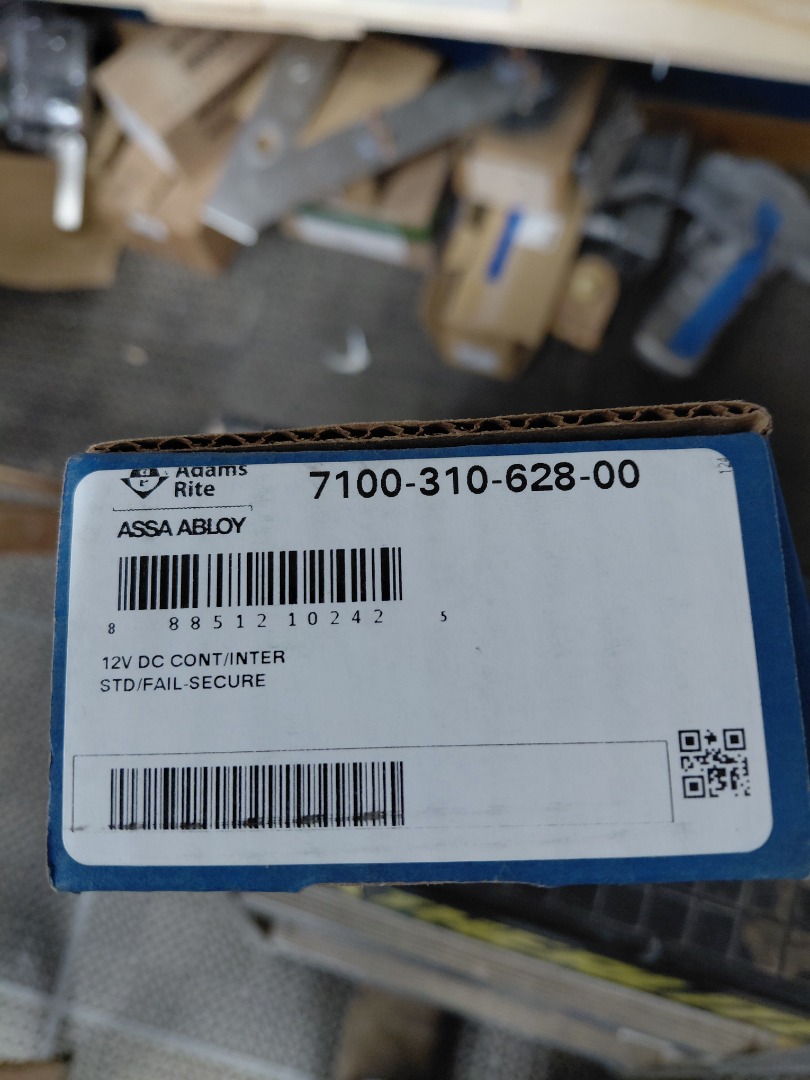 Adams
Rite
7100-310-628-00
ASSA ABLOY
8 88512 10242 5
12V DC CONT/INTER
STD/FAIL-SECURE